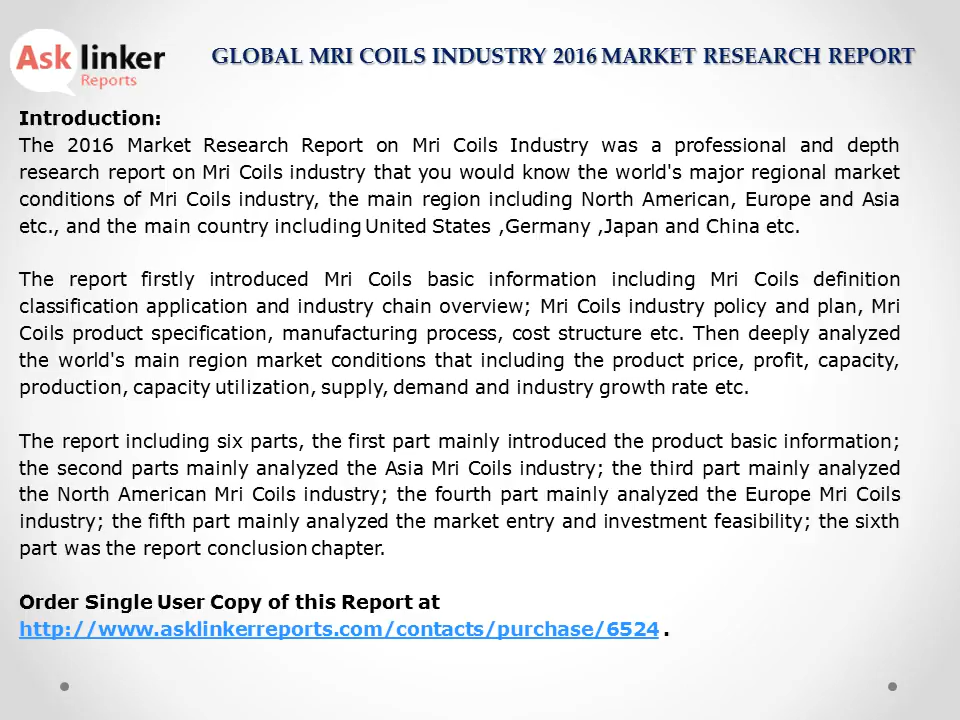 Ask linker
Reports
GLOBAL MRI COILS INDUSTRY 2016 MARKET RESEARCH REPORT
Introduction:
The 2016 Market Research Report on Mri Coils Industry was a professional and depth
research report on Mri Coils industry that you would know the world's major regional market
conditions of Mri Coils industry, the main region including North American, Europe and Asia
etc., and the main country including United States ,Germany ,Japan and China etc.
The report firstly introduced Mri Coils basic information including Mri Coils definition
classification application and industry chain overview; Mri Coils industry policy and plan, Mri
Coils product specification, manufacturing process, cost structure etc. Then deeply analyzed
the world's main region market conditions that including the product price, profit, capacity,
production, capacity utilization, supply, demand and industry growth rate etc.
The report including six parts, the first part mainly introduced the product basic information;
the second parts mainly analyzed the Asia Mri Coils industry; the third part mainly analyzed
the North American Mri Coils industry; the fourth part mainly analyzed the Europe Mri Coils
industry; the fifth part mainly analyzed the market entry and investment feasibility; the sixth
part was the report conclusion chapter.
Order Single User Copy of this Report at
http://www.asklinkerreports.com/contacts/purchase/6524 .